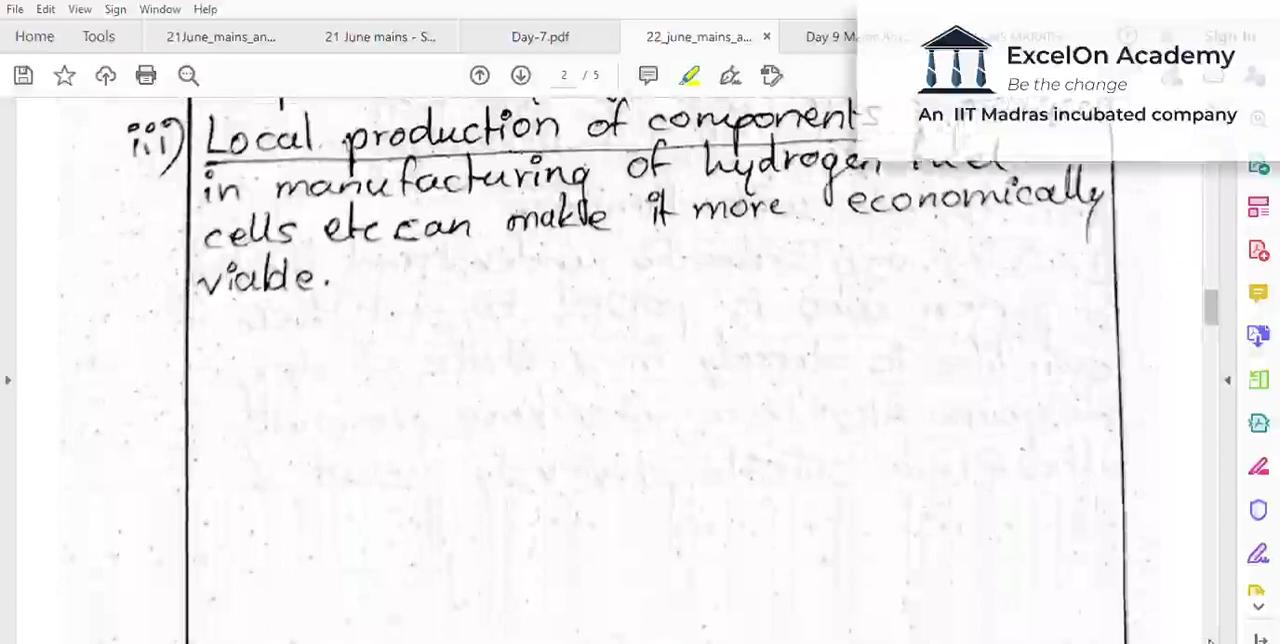 File Edit View Sign Window Help
Home Tools 21June_mains_an... 21 June mains - S... Day-7.pdf 22_june_mains_a... × Day 9 M
2 / 5
ExcelOn Academy
Be the change
An IIT Madras incubated company
iii) Local production of components
in manufacturing of hydrogen fuel
cells etc can make it more economically
viable.